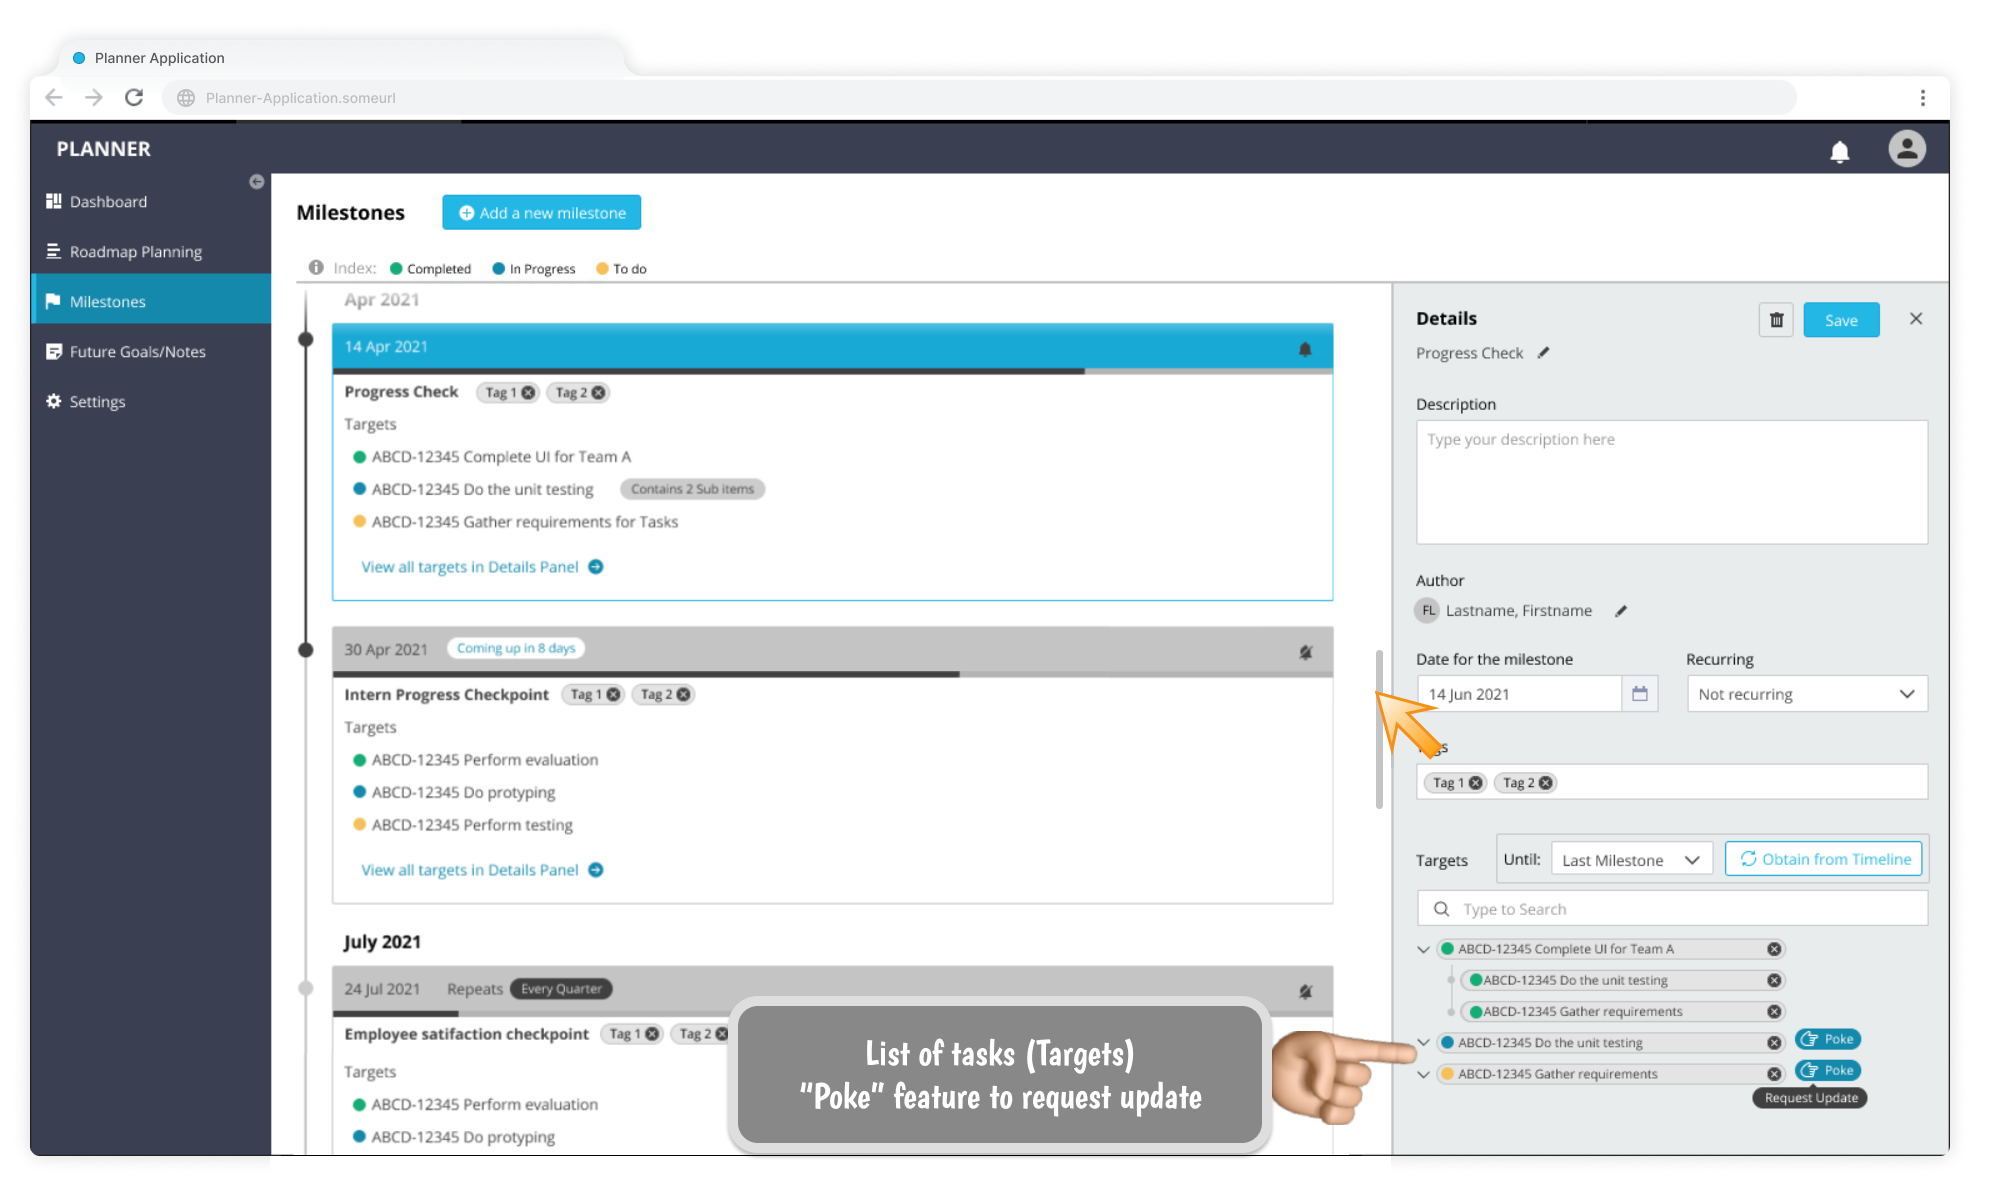 Planner Application
Planner-Application.someurl
PLANNER
Dashboard
Roadmap Planning
Milestones
Future Goals/Notes
Settings
Milestones
Add a new milestone
Index: Completed In Progress To do
Apr 2021
14 Apr 2021
Progress Check Tag 1 Tag 2
Targets
ABCD-12345 Complete UI for Team A
ABCD-12345 Do the unit testing Contains 2 Sub items
ABCD-12345 Gather requirements for Tasks
View all targets in Details Panel
30 Apr 2021 Coming up in 8 days
Intern Progress Checkpoint Tag 1 Tag 2
Targets
ABCD-12345 Perform evaluation
ABCD-12345 Do protyping
ABCD-12345 Perform testing
View all targets in Details Panel
July 2021
24 Jul 2021 Repeats Every Quarter
Employee satifaction checkpoint Tag 1 Tag 2
Targets
ABCD-12345 Perform evaluation
ABCD-12345 Do protyping
List of tasks (Targets)
“Poke” feature to request update
Details
Save
Progress Check
Description
Type your description here
Author
FL Lastname, Firstname
Date for the milestone Recurring
14 Jun 2021 Not recurring
Tag 1 Tag 2
Targets Until: Last Milestone Obtain from Timeline
Type to Search
ABCD-12345 Complete UI for Team A
ABCD-12345 Do the unit testing
ABCD-12345 Gather requirements
ABCD-12345 Do the unit testing Poke
ABCD-12345 Gather requirements Poke
Request Update